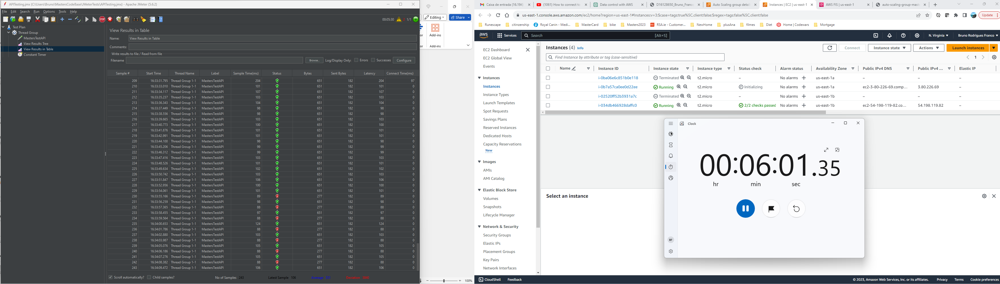 APITesting.jmx (C:\Users\Bruno\MastersCodeBase\JMeterTests\APITesting.jmx) - Apache JMeter (5.6.2)
File Edit Search Run Options Tools Help
00:05:30 1/1
Test Plan
Thread Group
MastersTestAPI
View Results Tree
View Results in Table
Constant Timer
View Results in Table
Name: View Results in Table
Comments:
Write results to file / Read from file
Filename Browse... Log/Display Only: Errors Successes Configure
Sample # Start Time Thread Name Label Sample Time(ms) Status Bytes Sent Bytes Latency Connect Time(ms)
209 16:33:31.795 Thread Group 1-1 MastersTestAPI 204 651 182 204 97
210 16:33:33.010 Thread Group 1-1 MastersTestAPI 101 651 182 101 0
211 16:33:34.117 Thread Group 1-1 MastersTestAPI 107 651 182 107 0
212 16:33:35.237 Thread Group 1-1 MastersTestAPI 103 651 182 103 0
213 16:33:36.343 Thread Group 1-1 MastersTestAPI 104 651 182 104 0
214 16:33:37.449 Thread Group 1-1 MastersTestAPI 98 651 182 98 0
215 16:33:38.556 Thread Group 1-1 MastersTestAPI 98 651 182 98 0
216 16:33:39.665 Thread Group 1-1 MastersTestAPI 103 651 182 103 0
217 16:33:40.773 Thread Group 1-1 MastersTestAPI 100 651 182 100 0
218 16:33:41.876 Thread Group 1-1 MastersTestAPI 101 651 182 101 0
219 16:33:42.991 Thread Group 1-1 MastersTestAPI 101 651 182 101 0
220 16:33:44.100 Thread Group 1-1 MastersTestAPI 98 651 182 98 0
221 16:33:45.206 Thread Group 1-1 MastersTestAPI 99 651 182 99 0
222 16:33:46.312 Thread Group 1-1 MastersTestAPI 99 651 182 99 0
223 16:33:47.416 Thread Group 1-1 MastersTestAPI 103 651 182 103 0
224 16:33:48.526 Thread Group 1-1 MastersTestAPI 101 651 182 101 0
225 16:33:49.634 Thread Group 1-1 MastersTestAPI 102 651 182 102 0
226 16:33:50.742 Thread Group 1-1 MastersTestAPI 103 651 182 103 0
227 16:33:51.847 Thread Group 1-1 MastersTestAPI 106 651 182 106 0
228 16:33:52.956 Thread Group 1-1 MastersTestAPI 100 651 182 100 0
229 16:33:54.061 Thread Group 1-1 MastersTestAPI 101 651 182 101 0
230 16:33:55.166 Thread Group 1-1 MastersTestAPI 89 277 182 89 0
231 16:33:56.259 Thread Group 1-1 MastersTestAPI 98 651 182 98 0
232 16:33:57.365 Thread Group 1-1 MastersTestAPI 88 277 182 88 0
233 16:33:58.455 Thread Group 1-1 MastersTestAPI 97 651 182 97 0
234 16:33:59.564 Thread Group 1-1 MastersTestAPI 88 277 182 88 0
235 16:34:00.653 Thread Group 1-1 MastersTestAPI 124 651 182 124 0
236 16:34:01.786 Thread Group 1-1 MastersTestAPI 88 277 182 88 0
237 16:34:02.880 Thread Group 1-1 MastersTestAPI 103 651 182 103 0
238 16:34:03.987 Thread Group 1-1 MastersTestAPI 88 277 182 88 0
239 16:34:05.076 Thread Group 1-1 MastersTestAPI 105 651 182 105 0
240 16:34:06.186 Thread Group 1-1 MastersTestAPI 88 277 182 88 0
241 16:34:07.276 Thread Group 1-1 MastersTestAPI 105 651 182 105 0
242 16:34:08.382 Thread Group 1-1 MastersTestAPI 88 277 182 88 0
243 16:34:09.472 Thread Group 1-1 MastersTestAPI 106 651 182 106 0
Scroll automatically? Child samples? No of Samples 243 Latest Sample 106 Average 351 Deviation
Editing Share
or Add-ins
or Add-ins
100%
Caixa de entrada (16.194) (1061) How to connect to Data control with AWS D16128650_Bruno_Franco Auto Scaling group detail Instances | EC2 | us-east-1 AWS FIS | us-east-1 auto-scaling-group-mast
us-east-1.console.aws.amazon.com/ec2/home?region=us-east-1#Instances:v=3;$case=tags:true%5C,client:false;$regex=tags:false%5C,client:false Update
Runescape citinzenship Royal Canin - Medi... MasterCard bike Masters2023 RSA.ie - Customer... NewHome plusAna filmes Diet Home | Codewars Mortgage
aws Services Search [Alt+S] N. Virginia Bruno Rodrigues Franco
EC2 Dashboard
EC2 Global View
Events
Instances
Instances
Instance Types
Launch Templates
Spot Requests
Savings Plans
Reserved Instances
Dedicated Hosts
Capacity Reservations
New
Images
AMIs
AMI Catalog
Elastic Block Store
Volumes
Snapshots
Lifecycle Manager
Network & Security
Security Groups
Elastic IPs
Placement Groups
Key Pairs
Network Interfaces
Instances (4) Info Connect Instance state Actions Launch instances
Find Instance by attribute or tag (case-sensitive) 1
Name Instance ID Instance state Instance type Status check Alarm status Availability Zone Public IPv4 DNS Public IPv4 ... Elastic IP
i-0ba06e6c851b0e118 Terminated t2.micro – No alarms us-east-1a – – –
i-0b7a57ca0ee0d22ee Running t2.micro Initializing No alarms us-east-1a ec2-3-80-226-69.comp... 3.80.226.69 –
i-02520ff52b3931a7c Terminated t2.micro – No alarms us-east-1b – – –
i-034db466928daffc0 Running t2.micro 2/2 checks passed No alarms us-east-1b ec2-54-198-119-82.co... 54.198.119.82 –
Select an instance
Clock
00:06:01.35
hr min sec
BF
CloudShell Feedback © 2023, Amazon Web Services, Inc. or its affiliates. Privacy Terms Cookie preferences